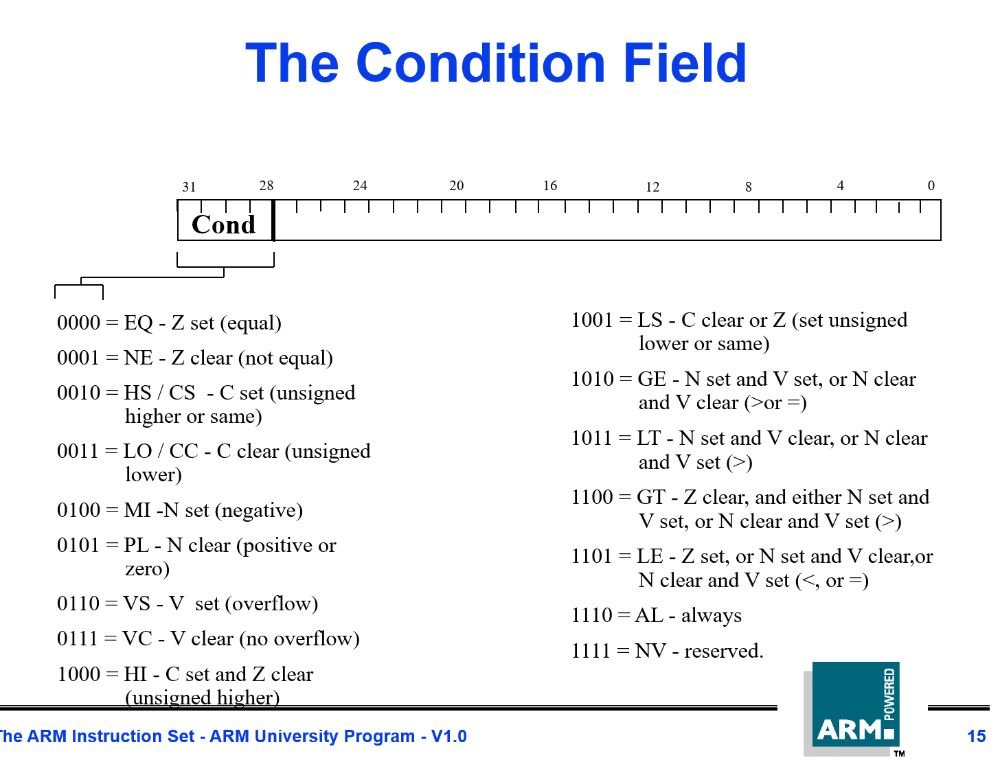 The Condition Field
31 28 24 20 16 12 8 4 0
Cond
0000 = EQ - Z set (equal)
0001 = NE - Z clear (not equal)
0010 = HS / CS  - C set (unsigned
higher or same)
0011 = LO / CC - C clear (unsigned
lower)
0100 = MI -N set (negative)
0101 = PL - N clear (positive or
zero)
0110 = VS - V  set (overflow)
0111 = VC - V clear (no overflow)
1000 = HI - C set and Z clear
(unsigned higher)
1001 = LS - C clear or Z (set unsigned
lower or same)
1010 = GE - N set and V set, or N clear
and V clear (>or =)
1011 = LT - N set and V clear, or N clear
and V set (>)
1100 = GT - Z clear, and either N set and
V set, or N clear and V set (>)
1101 = LE - Z set, or N set and V clear,or
N clear and V set (<, or =)
1110 = AL - always
1111 = NV - reserved.
POWERED
ARM
TM
The ARM Instruction Set - ARM University Program - V1.0
15